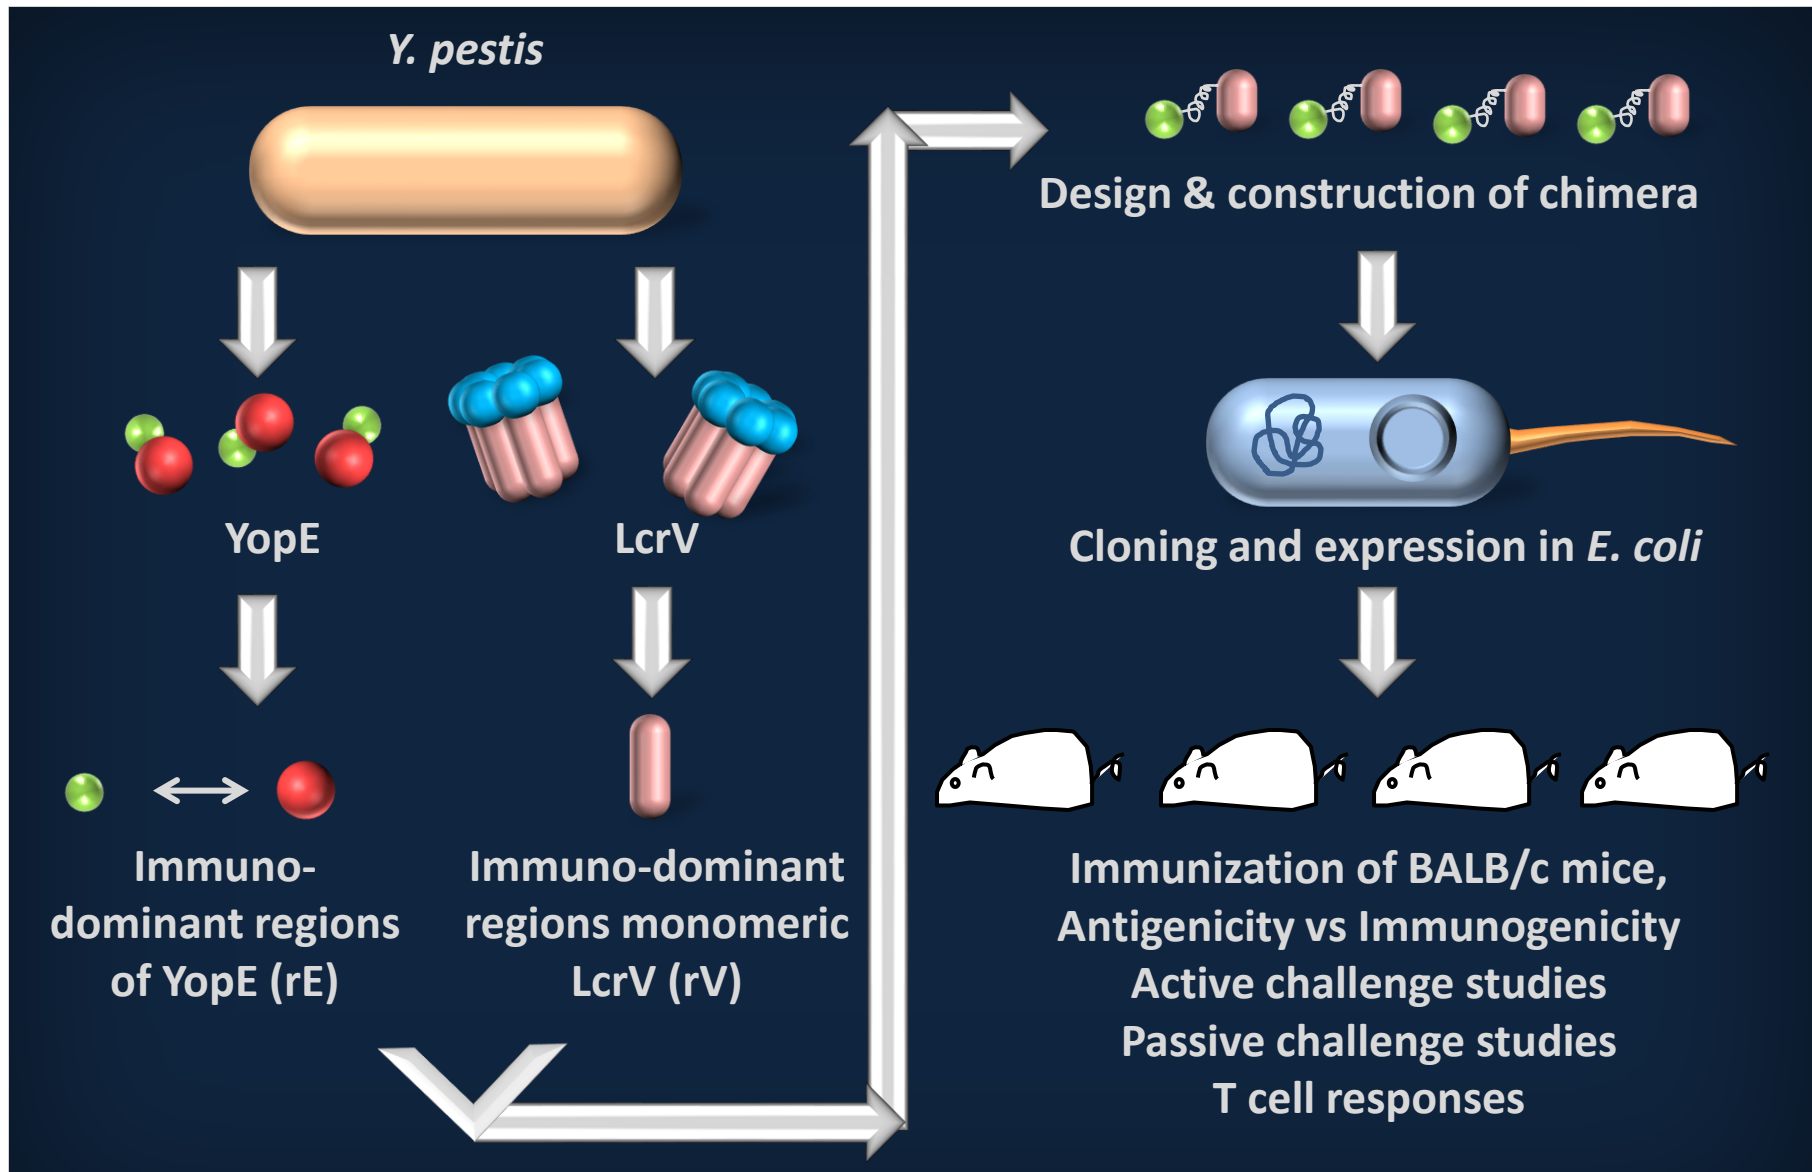 Y. pestis
YopE
LcrV
Immuno-
dominant regions
of YopE (rE)
Immuno-dominant
regions monomeric
LcrV (rV)
Design & construction of chimera
Cloning and expression in E. coli
Immunization of BALB/c mice,
Antigenicity vs Immunogenicity
Active challenge studies
Passive challenge studies
T cell responses